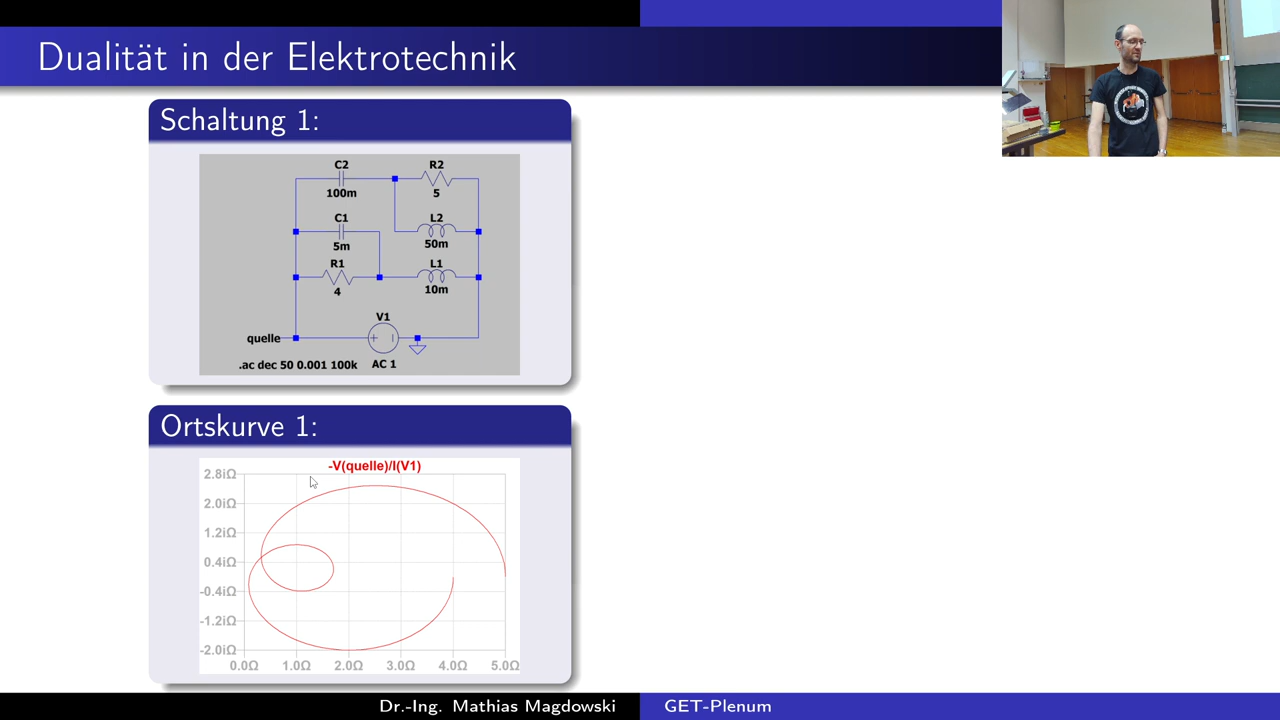 Dualität in der Elektrotechnik
Schaltung 1:
C2
100m
R2
5
C1
5m
L2
50m
R1
4
L1
10m
V1
quelle
AC 1
.ac dec 50 0.001 100k
Ortskurve 1:
-V(quelle)/I(V1)
2.8iΩ
2.0iΩ
1.2iΩ
0.4iΩ
-0.4iΩ
-1.2iΩ
-2.0iΩ
0.0Ω 1.0Ω 2.0Ω 3.0Ω 4.0Ω 5.0Ω
Dr.-Ing. Mathias Magdowski GET-Plenum